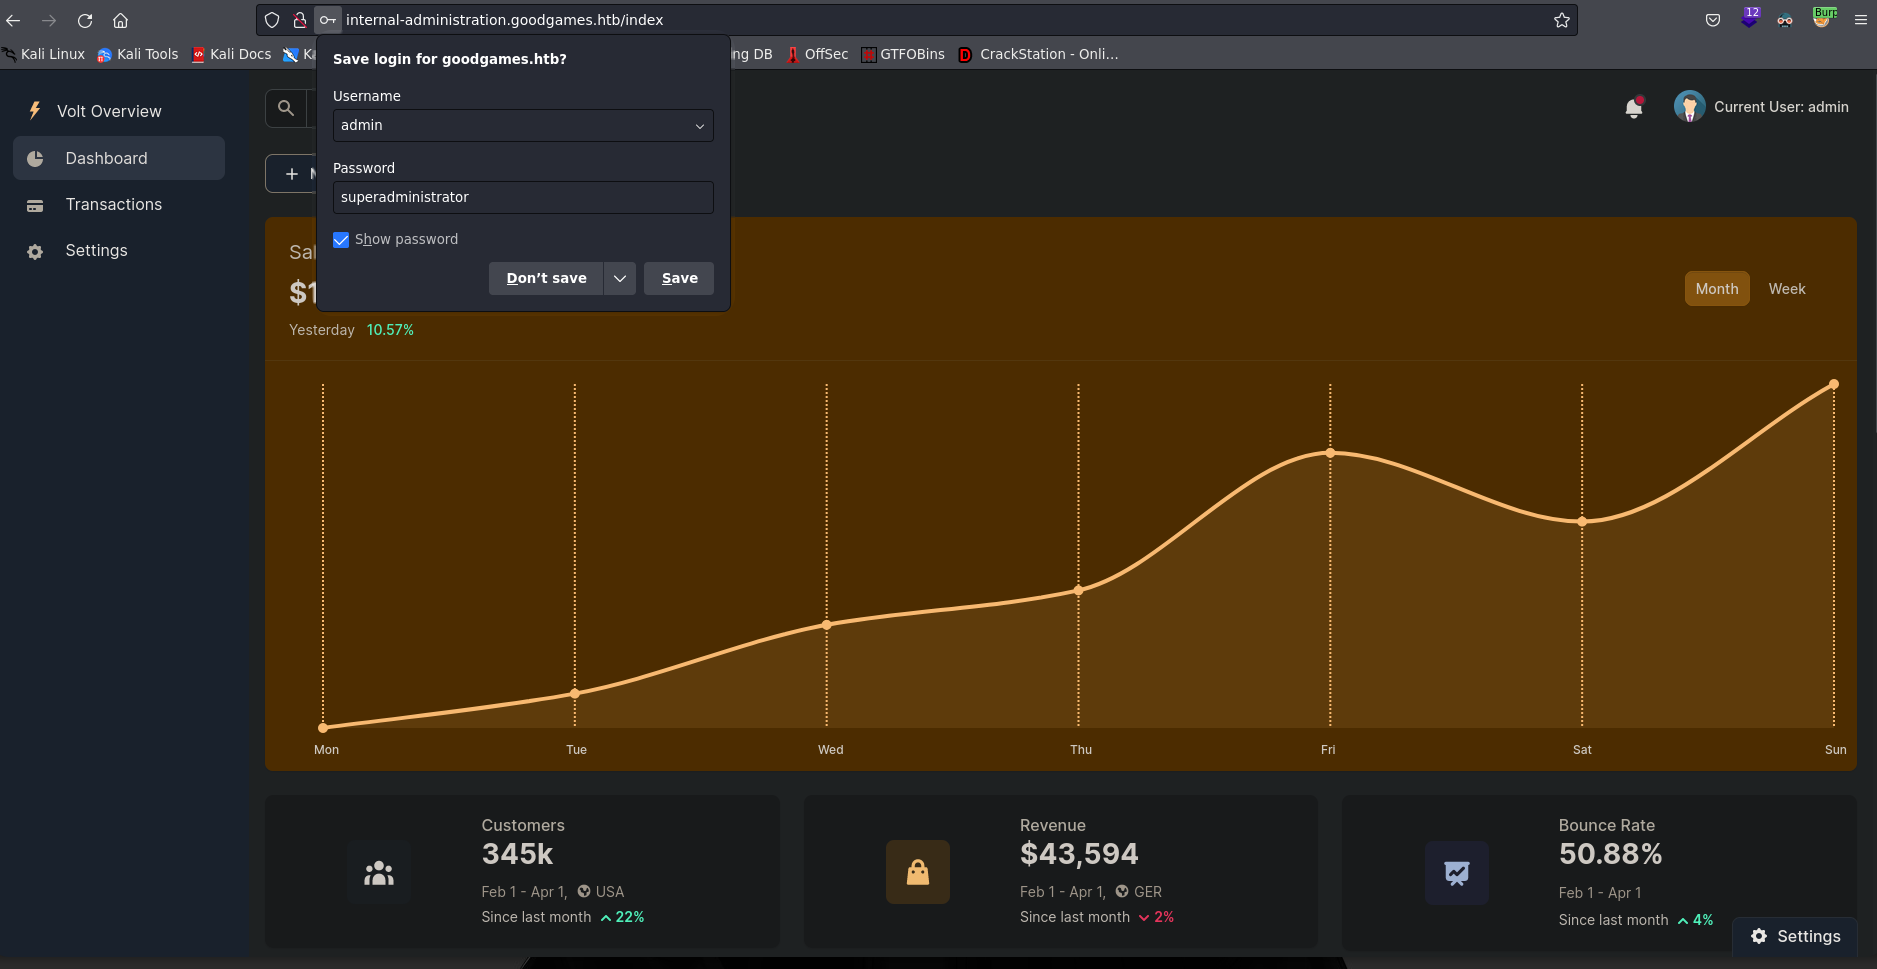 internal-administration.goodgames.htb/index
12
Burp
Kali Linux
Kali Tools
Kali Docs
Ka
ng DB
OffSec
GTFOBins
CrackStation - Onli...
Save login for goodgames.htb?
Username
admin
Password
superadministrator
Show password
Don't save
Save
Volt Overview
Dashboard
Transactions
Settings
Current User: admin
Sal
$1
Yesterday 10.57%
Month
Week
Mon
Tue
Wed
Thu
Fri
Sat
Sun
Customers
345k
Feb 1 - Apr 1, USA
Since last month 22%
Revenue
$43,594
Feb 1 - Apr 1, GER
Since last month 2%
Bounce Rate
50.88%
Feb 1 - Apr 1
Since last month 4%
Settings